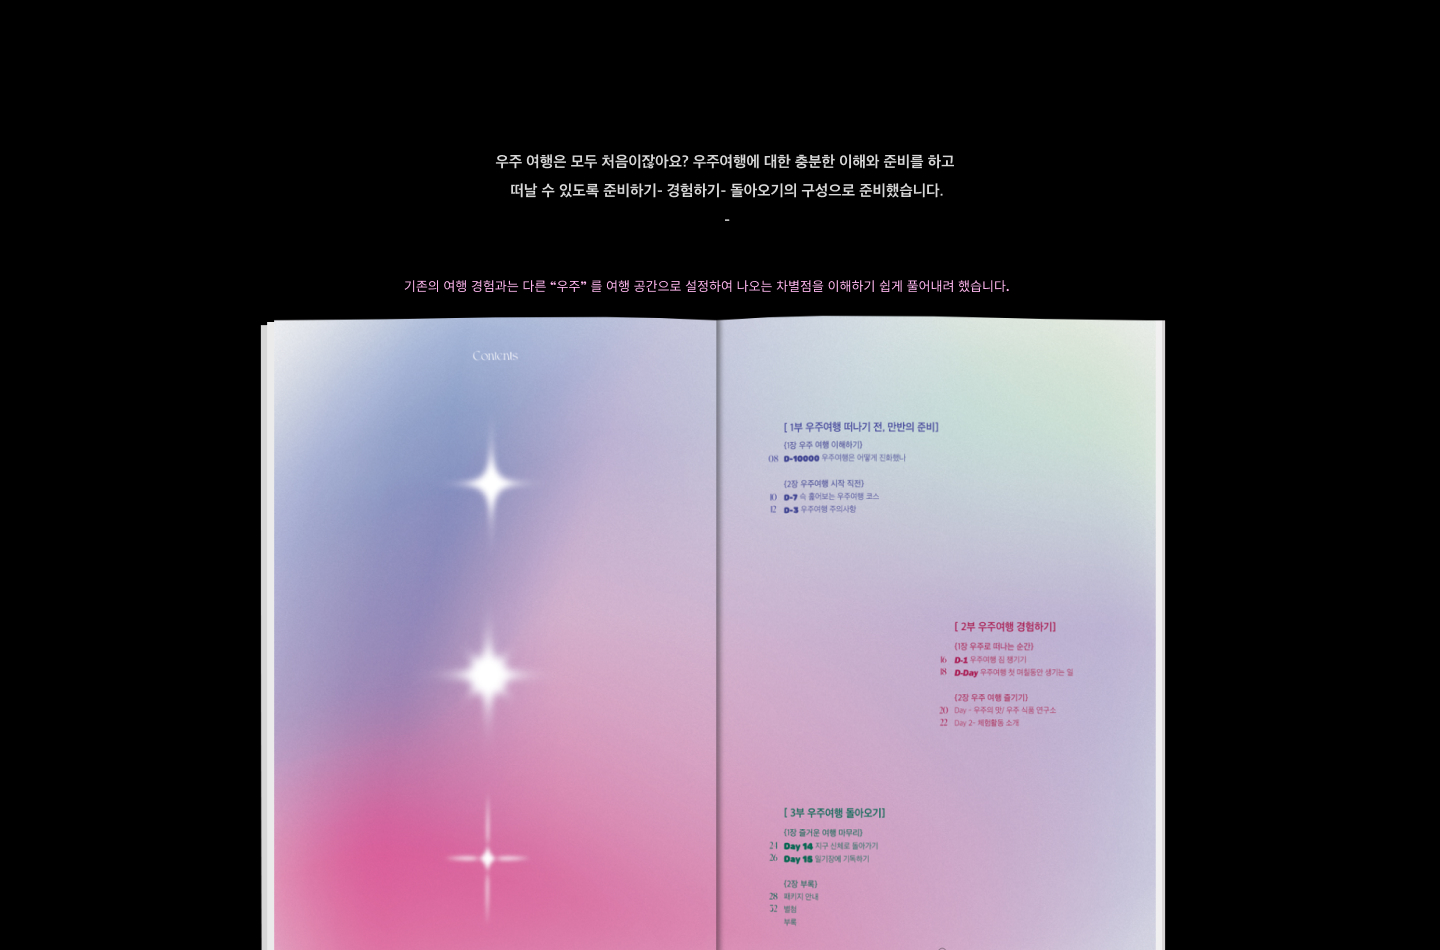 우주 여행은 모두 처음이잖아요? 우주여행에 대한 충분한 이해와 준비를 하고
떠날 수 있도록 준비하기- 경험하기- 돌아오기의 구성으로 준비했습니다.
-
기존의 여행 경험과는 다른 “우주” 를 여행 공간으로 설정하여 나오는 차별점을 이해하기 쉽게 풀어내려 했습니다.
Contents
[ 1부 우주여행 떠나기 전, 만반의 준비]
(1장 우주 여행 이해하기)
08 D-10000 우주여행은 어떻게 진화했나
(2장 우주여행 시작 직전)
10 D-7 속 훑어보는 우주여행 코스
12 D-3 우주여행 주의사항
[ 2부 우주여행 경험하기]
(1장 우주로 떠나는 순간)
16 D-1 우주여행 짐 챙기기
18 D-Day 우주여행 첫 며칠동안 생기는 일
(2장 우주 여행 즐기기)
20 Day - 우주의 맛/ 우주 식품 연구소
22 Day 2- 체험활동 소개
[ 3부 우주여행 돌아오기]
(1장 즐거운 여행 마무리)
24 Day 14 지구 신체로 돌아가기
26 Day 15 일기장에 기록하기
(2장 부록)
28 패키지 안내
32 별첨
부록